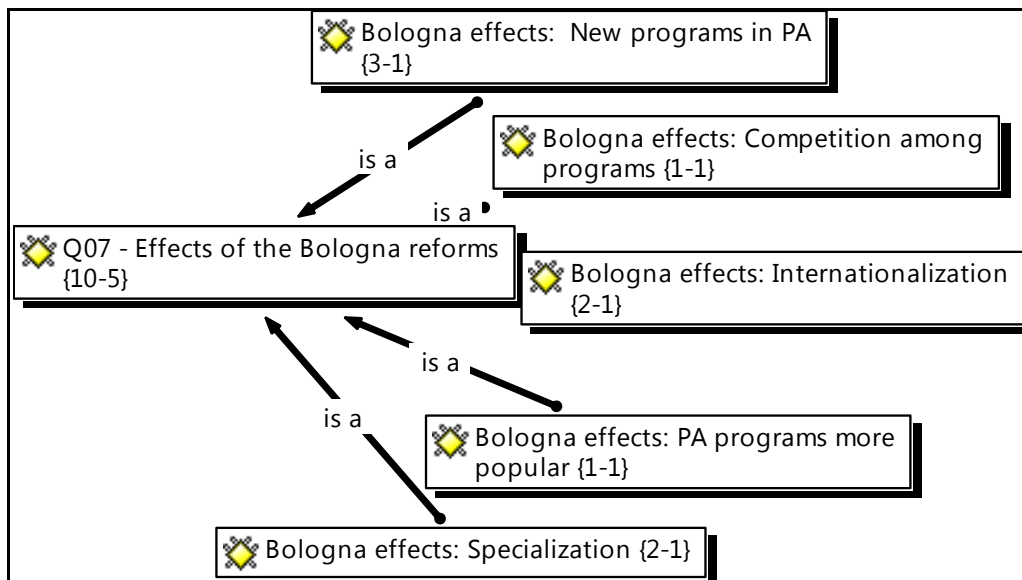 Bologna effects:  New programs in PA
{3-1}
Bologna effects: Competition among
programs {1-1}
is a
is a
Q07 - Effects of the Bologna reforms
{10-5}
Bologna effects: Internationalization
{2-1}
is a
is a
Bologna effects: PA programs more
popular {1-1}
Bologna effects: Specialization {2-1}